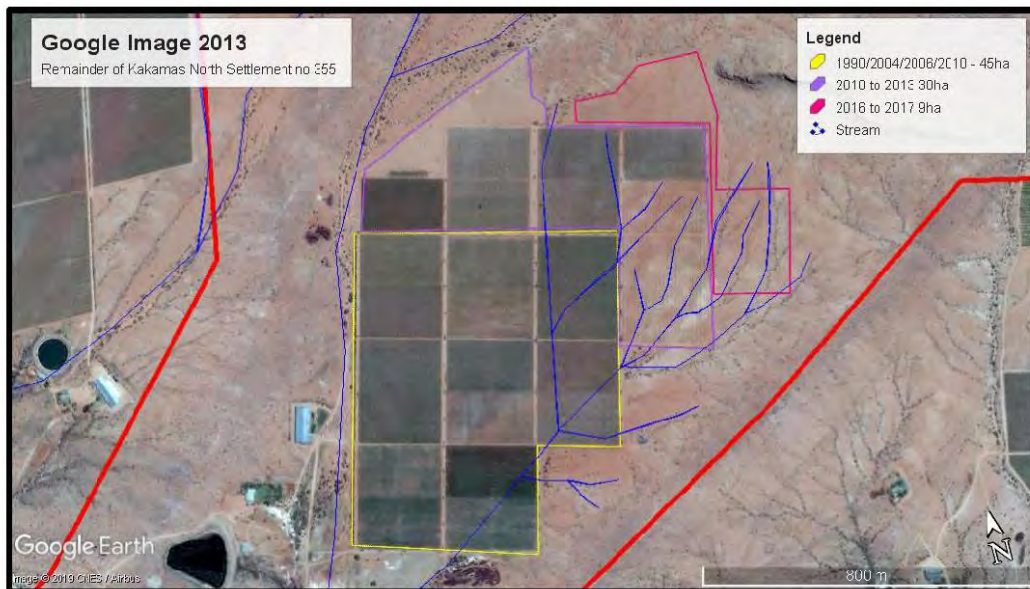 Google Image 2013
Remainder of Kakamas North Settlement no 355
Legend
1990/2004/2006/2010 - 45ha
2010 to 2013 30ha
2016 to 2017 9ha
Stream
Google Earth
Image © 2019 CNES / Airbus
N
800 m